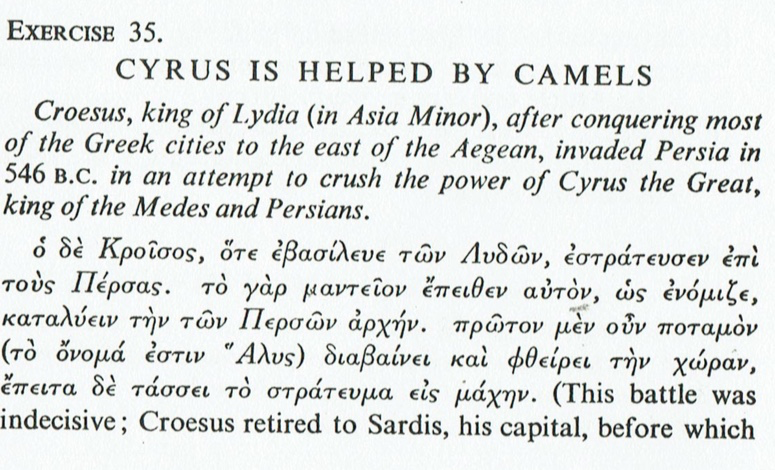 EXERCISE 35.
CYRUS IS HELPED BY CAMELS
Croesus, king of Lydia (in Asia Minor), after conquering most
of the Greek cities to the east of the Aegean, invaded Persia in
546 B.C. in an attempt to crush the power of Cyrus the Great,
king of the Medes and Persians.
ὁ δὲ Κροῖσος, ὅτε ἐβασίλευε τῶν Λυδῶν, ἐστράτευσεν ἐπὶ
τοὺς Πέρσας. τὸ γὰρ μαντεῖον ἔπειθεν αὐτὸν, ὡς ἐνόμιζε,
καταλύειν τὴν τῶν Περσῶν ἀρχήν. πρῶτον μὲν οὖν ποταμὸν
(τὸ ὄνομά ἐστιν Ἅλυς) διαβαίνει καὶ φθείρει τὴν χώραν,
ἔπειτα δὲ τάσσει τὸ στράτευμα εἰς μάχην. (This battle was
indecisive; Croesus retired to Sardis, his capital, before which